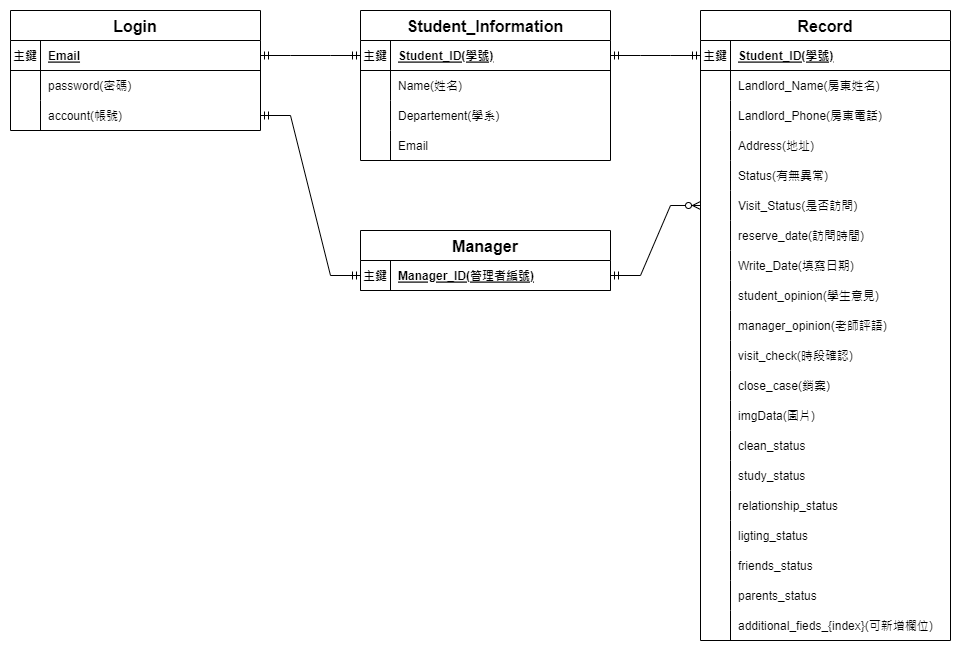 Login
主鍵 Email
password(密碼)
account(帳號)
Student_Information
主鍵 Student_ID(學號)
Name(姓名)
Departement(學系)
Email
Manager
主鍵 Manager_ID(管理者編號)
Record
主鍵 Student_ID(學號)
Landlord_Name(房東姓名)
Landlord_Phone(房東電話)
Address(地址)
Status(有無異常)
Visit_Status(是否訪問)
reserve_date(訪問時間)
Write_Date(填寫日期)
student_opinion(學生意見)
manager_opinion(老師評語)
visit_check(時段確認)
close_case(銷案)
imgData(圖片)
clean_status
study_status
relationship_status
ligting_status
friends_status
parents_status
additional_fieds_{index}(可新增欄位)